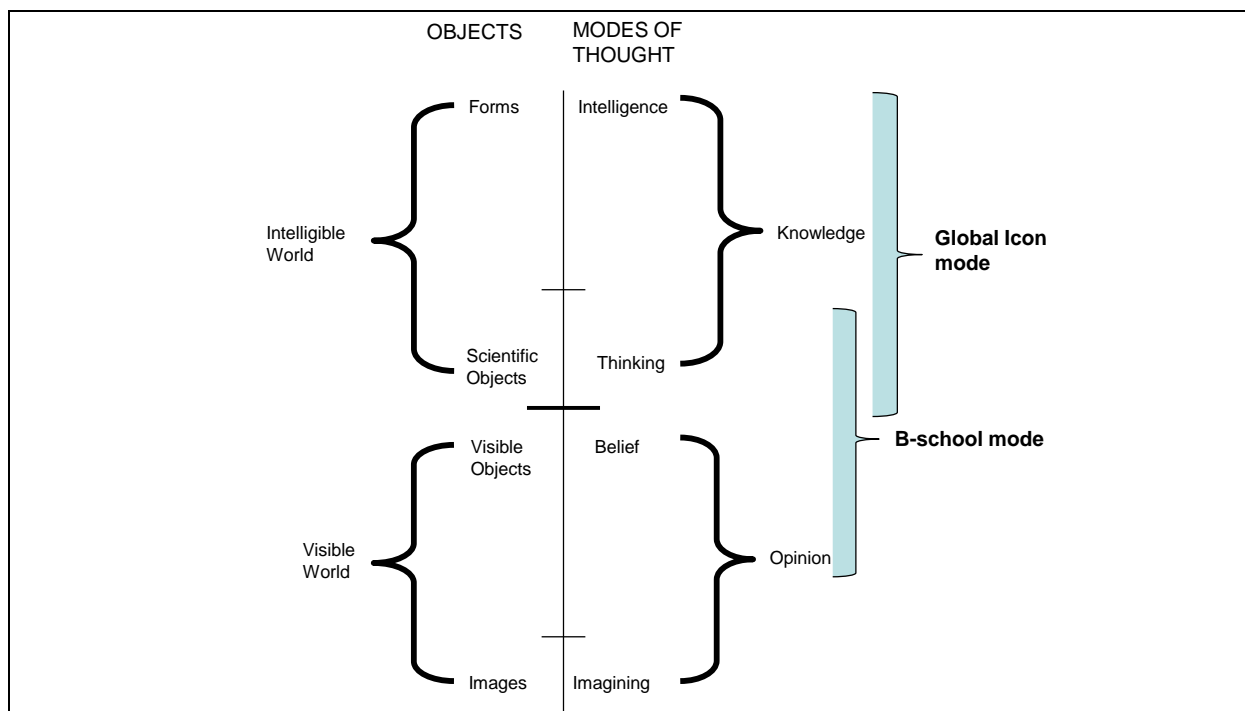 OBJECTS
MODES OF
THOUGHT
Forms
Intelligence
Intelligible
World
Knowledge
Global Icon
mode
Scientific
Objects
Thinking
Visible
Objects
Belief
B-school mode
Visible
World
Opinion
Images
Imagining